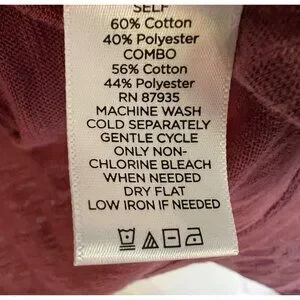 SELF
60% Cotton
40% Polyester
COMBO
56% Cotton
44% Polyester
RN 87935
MACHINE WASH
COLD SEPARATELY
GENTLE CYCLE
ONLY NON-
CHLORINE BLEACH
WHEN NEEDED
DRY FLAT
LOW IRON IF NEEDED